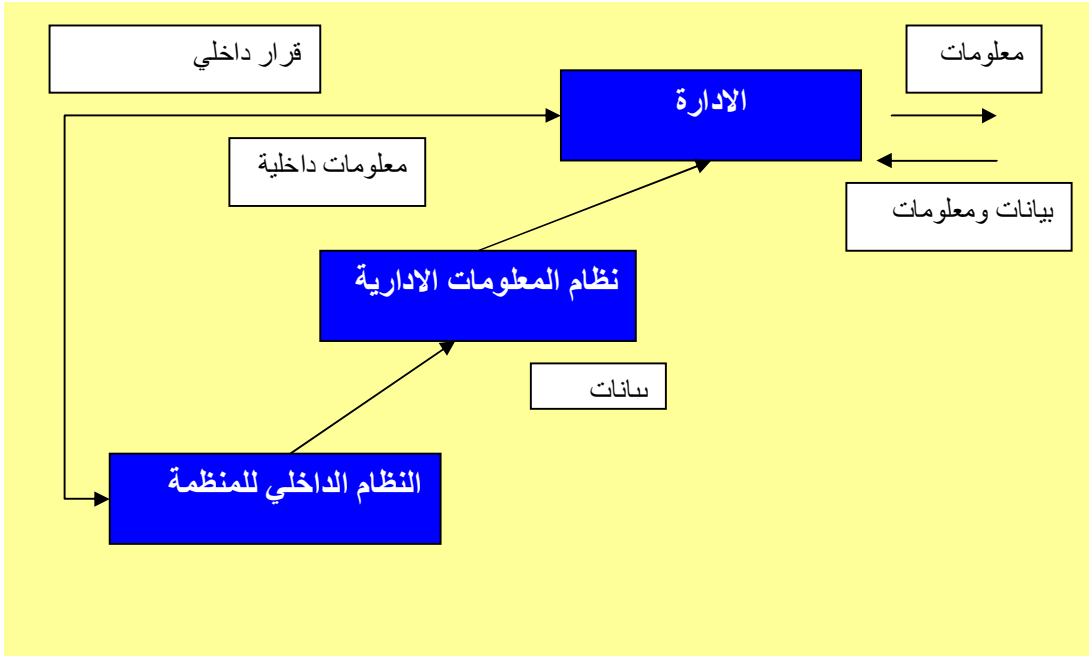 قرار داخلي
معلومات
الادارة
معلومات داخلية
بيانات ومعلومات
نظام المعلومات الادارية
بيانات
النظام الداخلي للمنظمة